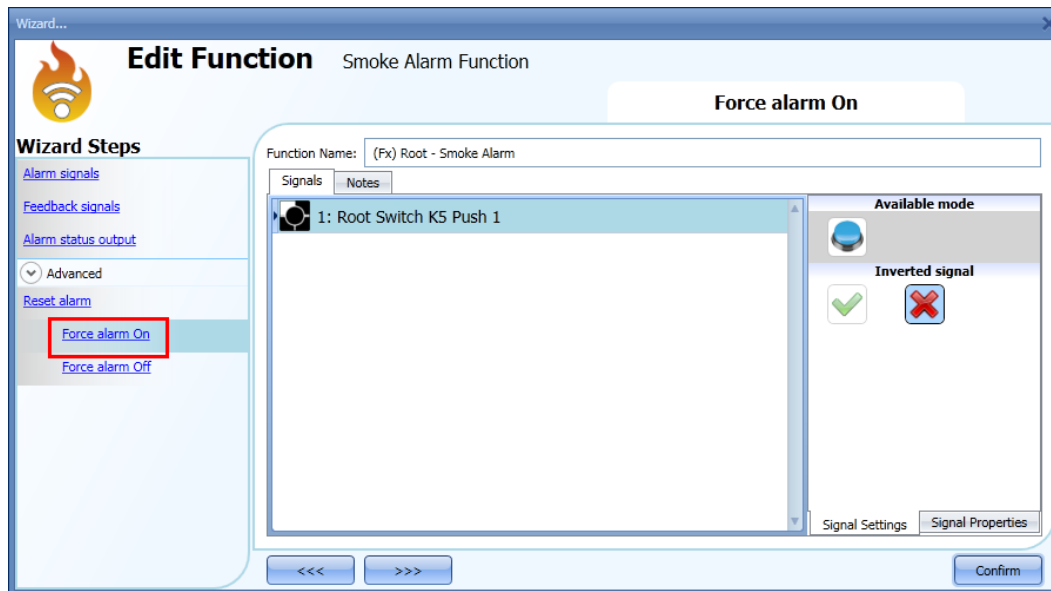 Wizard...
Edit Function Smoke Alarm Function
Force alarm On
Wizard Steps
Alarm signals
Feedback signals
Alarm status output
Advanced
Reset alarm
Force alarm On
Force alarm Off
Function Name: (Fx) Root - Smoke Alarm
Signals Notes
1: Root Switch K5 Push 1
Available mode
Inverted signal
Signal Settings Signal Properties
<<< >>> Confirm